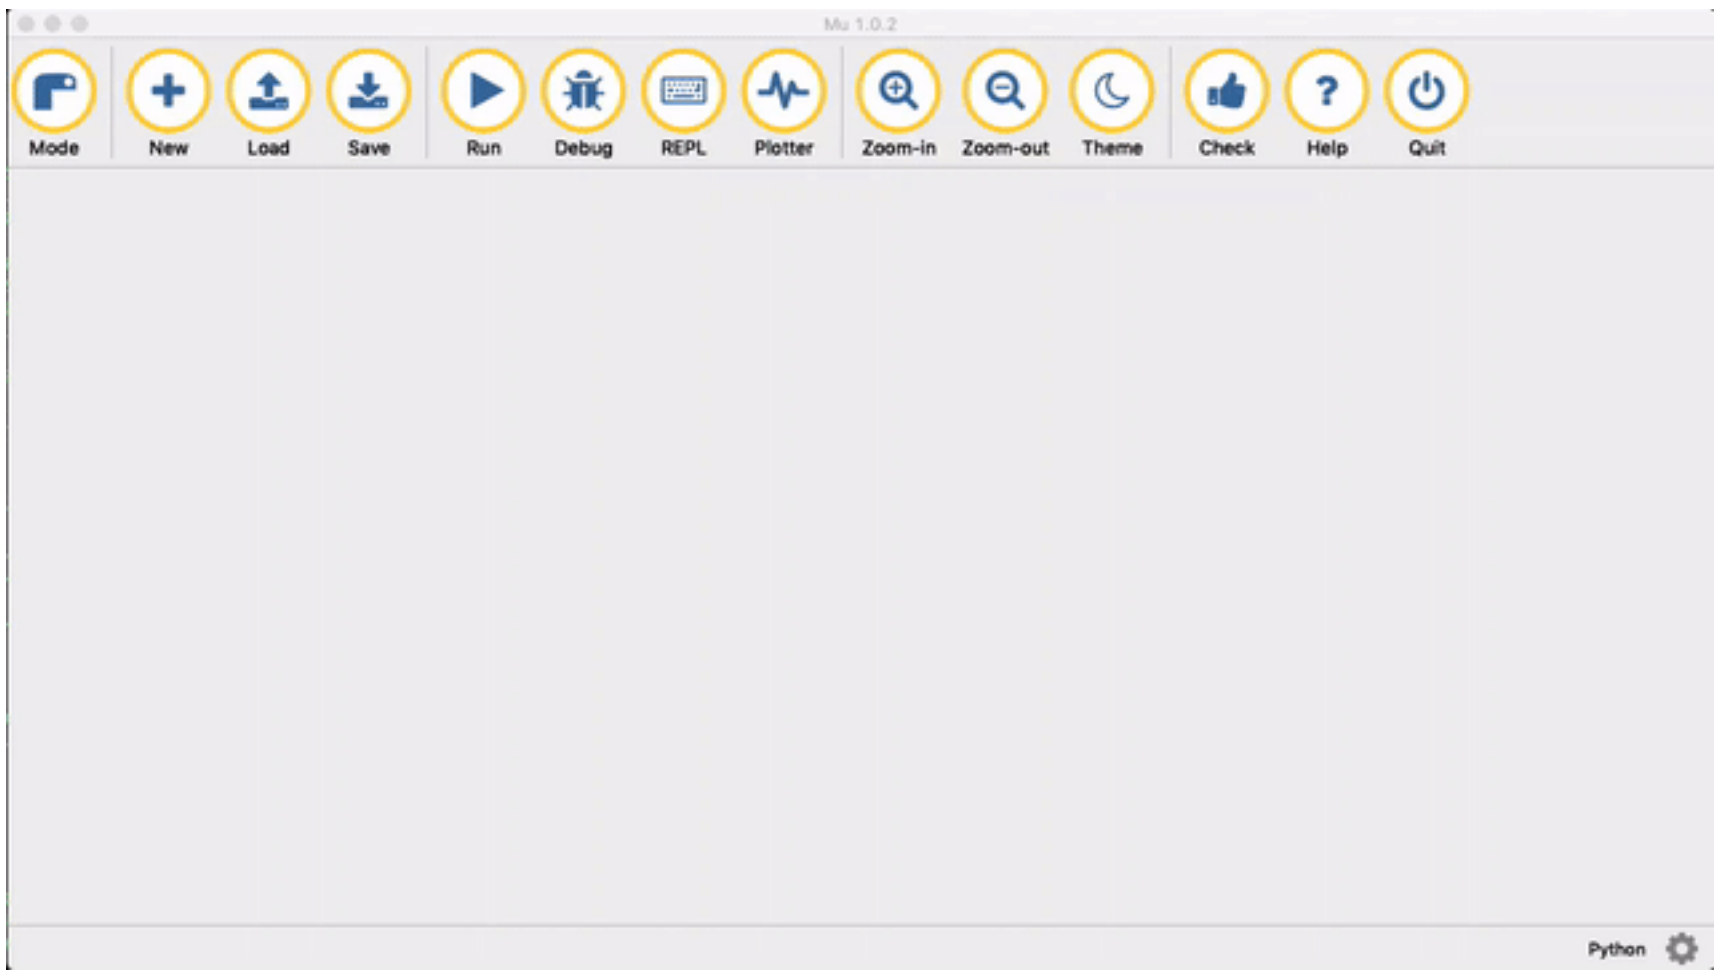 Mu 1.0.2
Mode New Load Save Run Debug REPL Plotter Zoom-in Zoom-out Theme Check Help Quit
Python